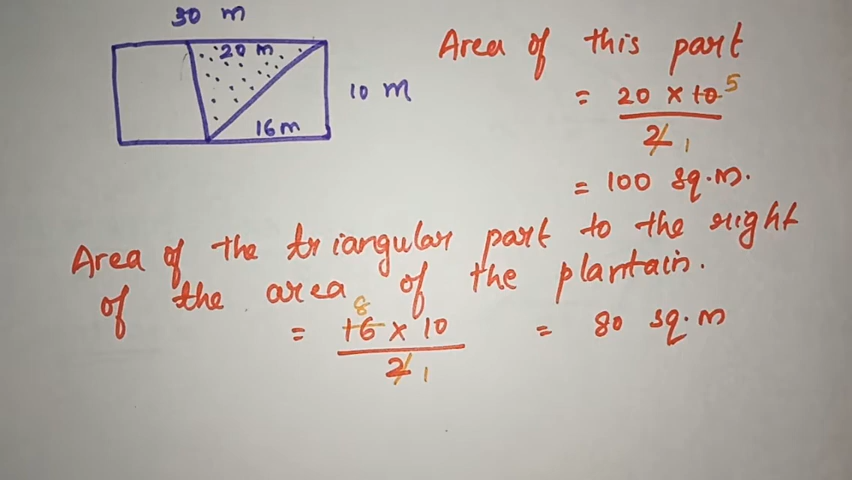 30 m
20 m
10 m
16 m
Area of this part
= 20 × 10 5
2 1
= 100 sq.m.
Area of the triangular part to the right
of the area of the plantain.
8
= 16 × 10 = 80 sq.m
2 1